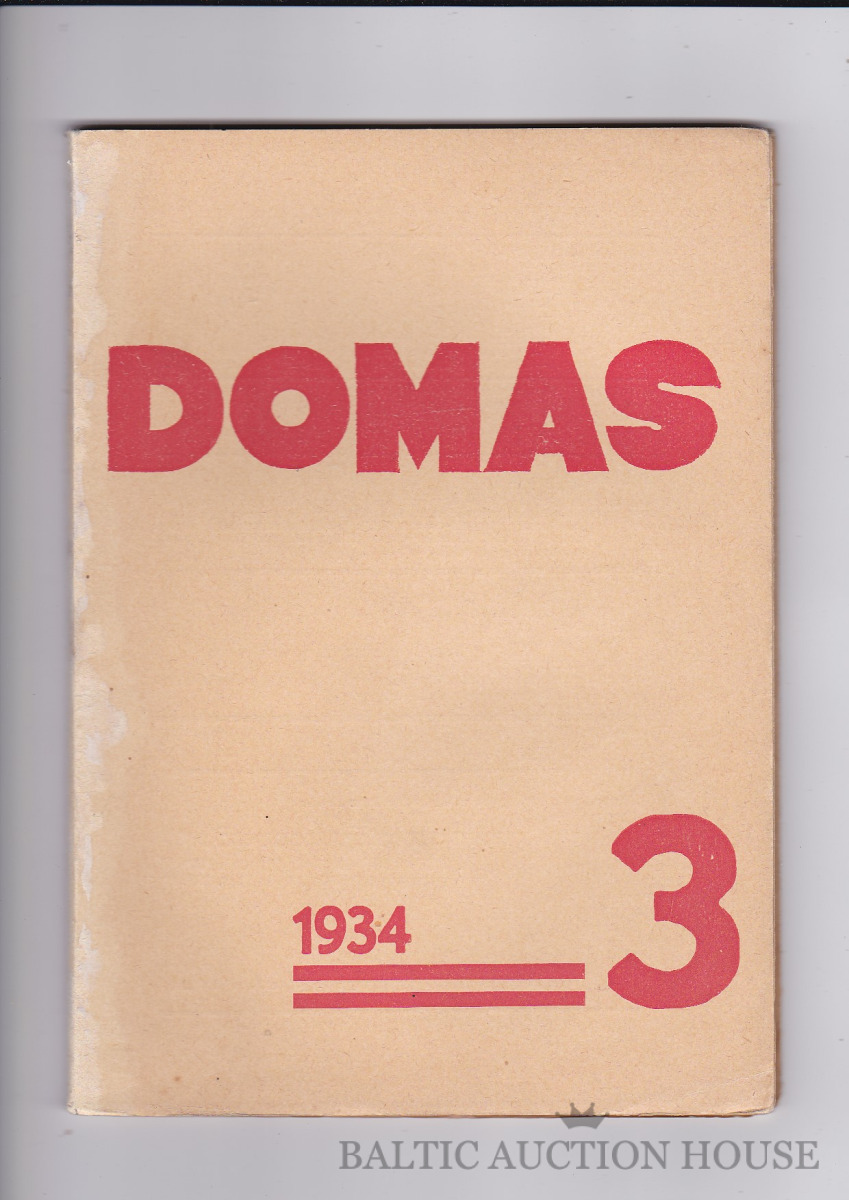 DOMAS
1934
3
BALTIC AUCTION HOUSE